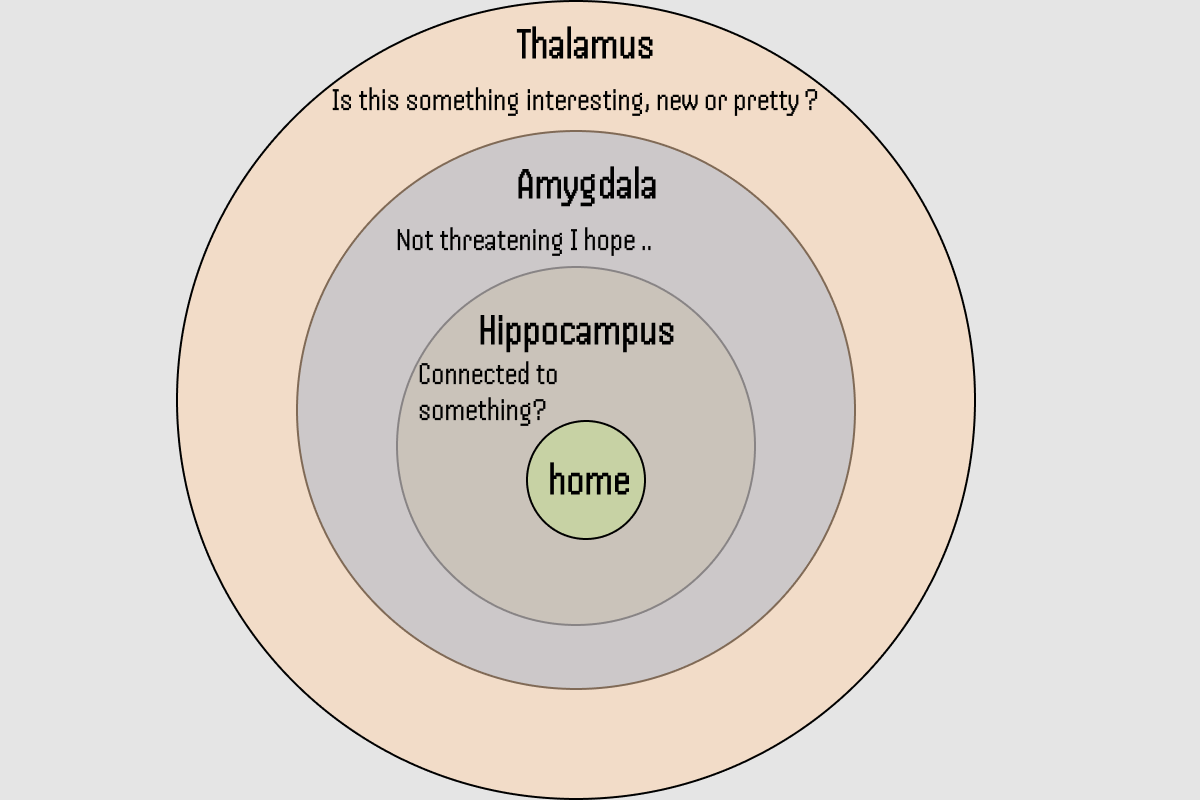 Thalamus
Is this something interesting, new or pretty ?
Amygdala
Not threatening I hope ..
Hippocampus
Connected to
something?
home